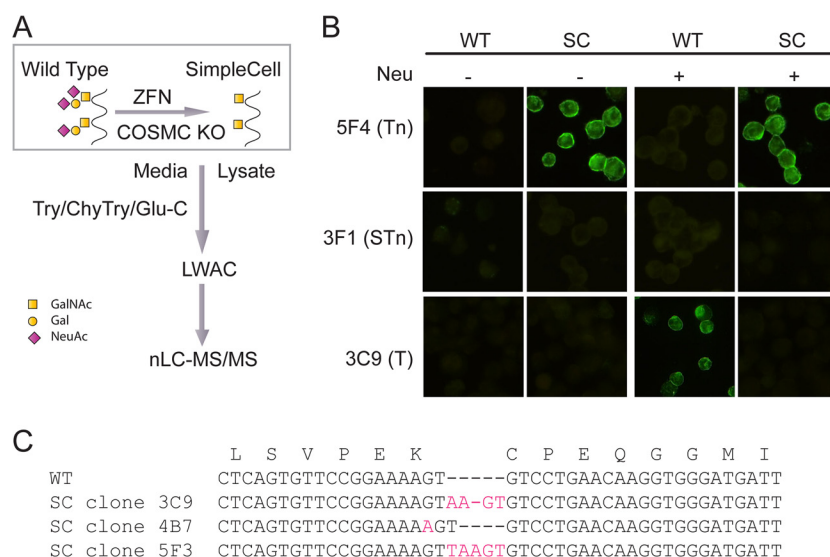 A
Wild Type
SimpleCell
ZFN
COSMC KO
Media Lysate
Try/ChyTry/Glu-C
LWAC
nLC-MS/MS
GalNAc
Gal
NeuAc
B
WT SC WT SC
Neu - - + +
5F4 (Tn)
3F1 (STn)
3C9 (T)
C
L S V P E K C P E Q G G M I
WT CTCAGTGTTCCGGAAAAGT-----GTCCTGAACAAGGTGGGATGATT
SC clone 3C9 CTCAGTGTTCCGGAAAAGTAA-GTGTCCTGAACAAGGTGGGATGATT
SC clone 4B7 CTCAGTGTTCCGGAAAAAGT----GTCCTGAACAAGGTGGGATGATT
SC clone 5F3 CTCAGTGTTCCGGAAAAGTTAAGTGTCCTGAACAAGGTGGGATGATT